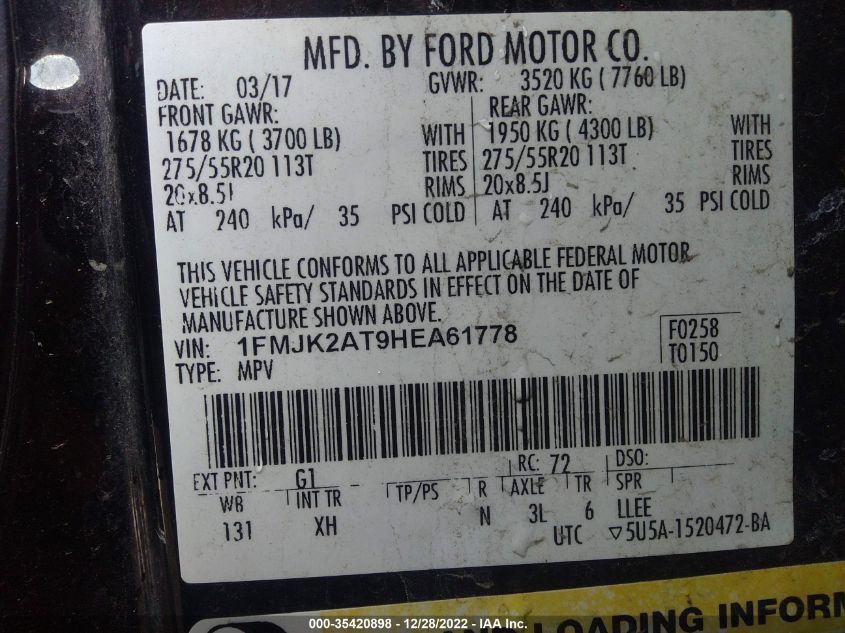 MFD. BY FORD MOTOR CO.
DATE: 03/17 GVWR: 3520 KG ( 7760 LB)
FRONT GAWR: REAR GAWR:
1678 KG ( 3700 LB) WITH 1950 KG ( 4300 LB) WITH
275/55R20 113T TIRES 275/55R20 113T TIRES
20x8.5J RIMS 20x8.5J RIMS
AT 240 kPa/ 35 PSI COLD AT 240 kPa/ 35 PSI COLD
THIS VEHICLE CONFORMS TO ALL APPLICABLE FEDERAL MOTOR
VEHICLE SAFETY STANDARDS IN EFFECT ON THE DATE OF
MANUFACTURE SHOWN ABOVE.
VIN: 1FMJK2AT9HEA61778 F0258
TYPE: MPV T0150
EXT PNT: G1 RC: 72 DSO:
WB INT TR TP/PS R AXLE TR SPR
131 XH N 3L 6 LLEE
UTC ▽5U5A-1520472-BA
AND LOADING INFORM
000-35420898 - 12/28/2022 - IAA Inc.